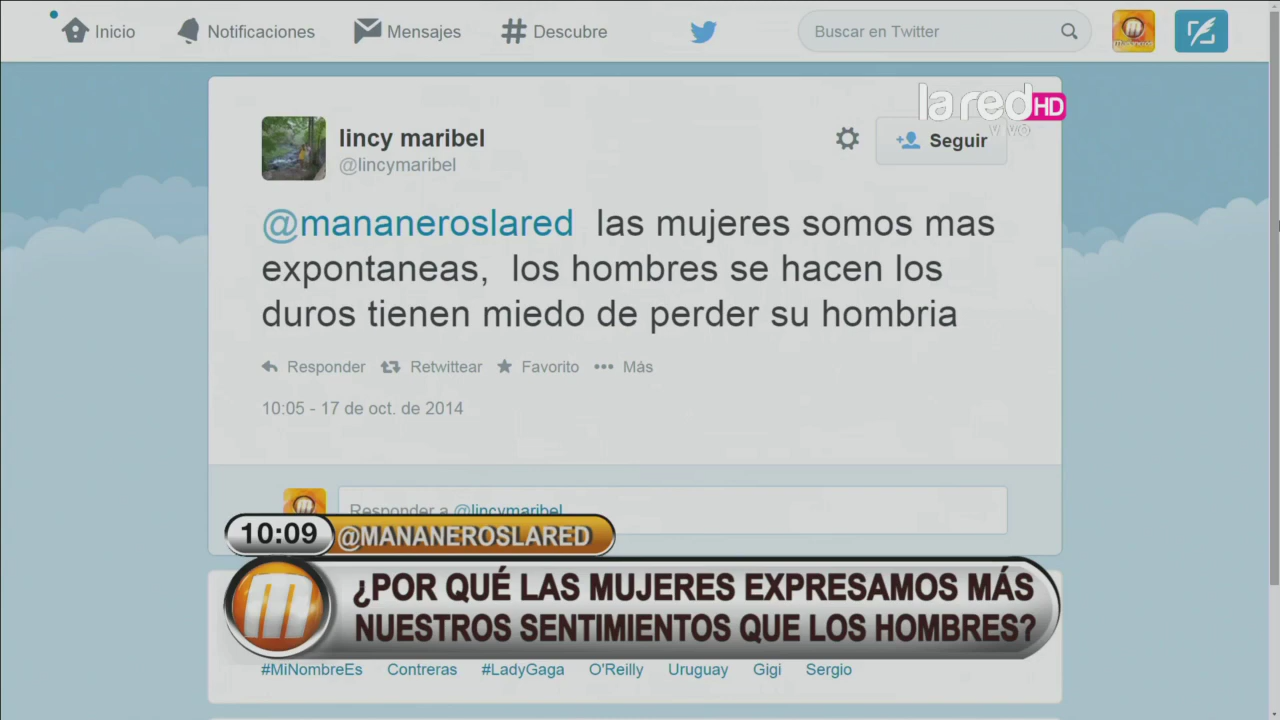 Inicio
Notificaciones
Mensajes
Descubre
Buscar en Twitter
la red HD
vivo
lincy maribel
@lincymaribel
Seguir
@mananeroslared las mujeres somos mas
expontaneas, los hombres se hacen los
duros tienen miedo de perder su hombria
Responder
Retwittear
Favorito
Más
10:05 - 17 de oct. de 2014
Responder a @lincymaribel
10:09
@MANANEROSLARED
¿POR QUÉ LAS MUJERES EXPRESAMOS MÁS
NUESTROS SENTIMIENTOS QUE LOS HOMBRES?
#MiNombreEs Contreras #LadyGaga O'Reilly Uruguay Gigi Sergio